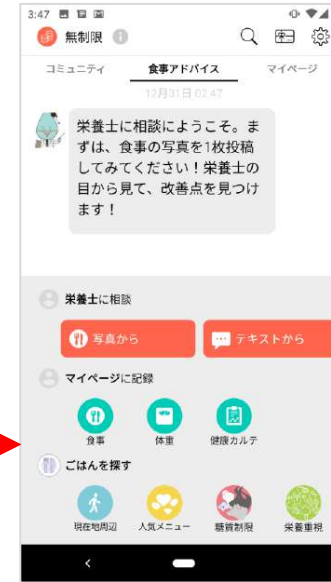 3:47
無制限
コミュニティ 食事アドバイス マイページ
12月31日 02:47
栄養士に相談にようこそ。ま
ずは、食事の写真を1枚投稿
してみてください！栄養士の
目から見て、改善点を見つけ
ます！
栄養士に相談
写真から テキストから
マイページに記録
食事 体重 健康カルテ
ごはんを探す
現在地周辺 人気メニュー 糖質制限 栄養重視